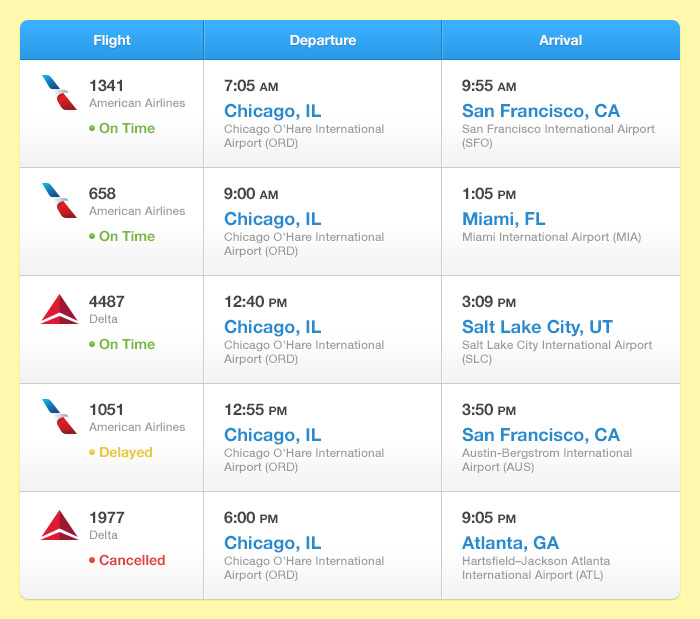 Flight Departure Arrival
1341 7:05 AM 9:55 AM
American Airlines Chicago, IL San Francisco, CA
On Time Chicago O'Hare International San Francisco International Airport
Airport (ORD) (SFO)
658 9:00 AM 1:05 PM
American Airlines Chicago, IL Miami, FL
On Time Chicago O'Hare International Miami International Airport (MIA)
Airport (ORD)
4487 12:40 PM 3:09 PM
Delta Chicago, IL Salt Lake City, UT
On Time Chicago O'Hare International Salt Lake City International Airport
Airport (ORD) (SLC)
1051 12:55 PM 3:50 PM
American Airlines Chicago, IL San Francisco, CA
Delayed Chicago O'Hare International Austin-Bergstrom International
Airport (ORD) Airport (AUS)
1977 6:00 PM 9:05 PM
Delta Chicago, IL Atlanta, GA
Cancelled Chicago O'Hare International Hartsfield–Jackson Atlanta
Airport (ORD) International Airport (ATL)